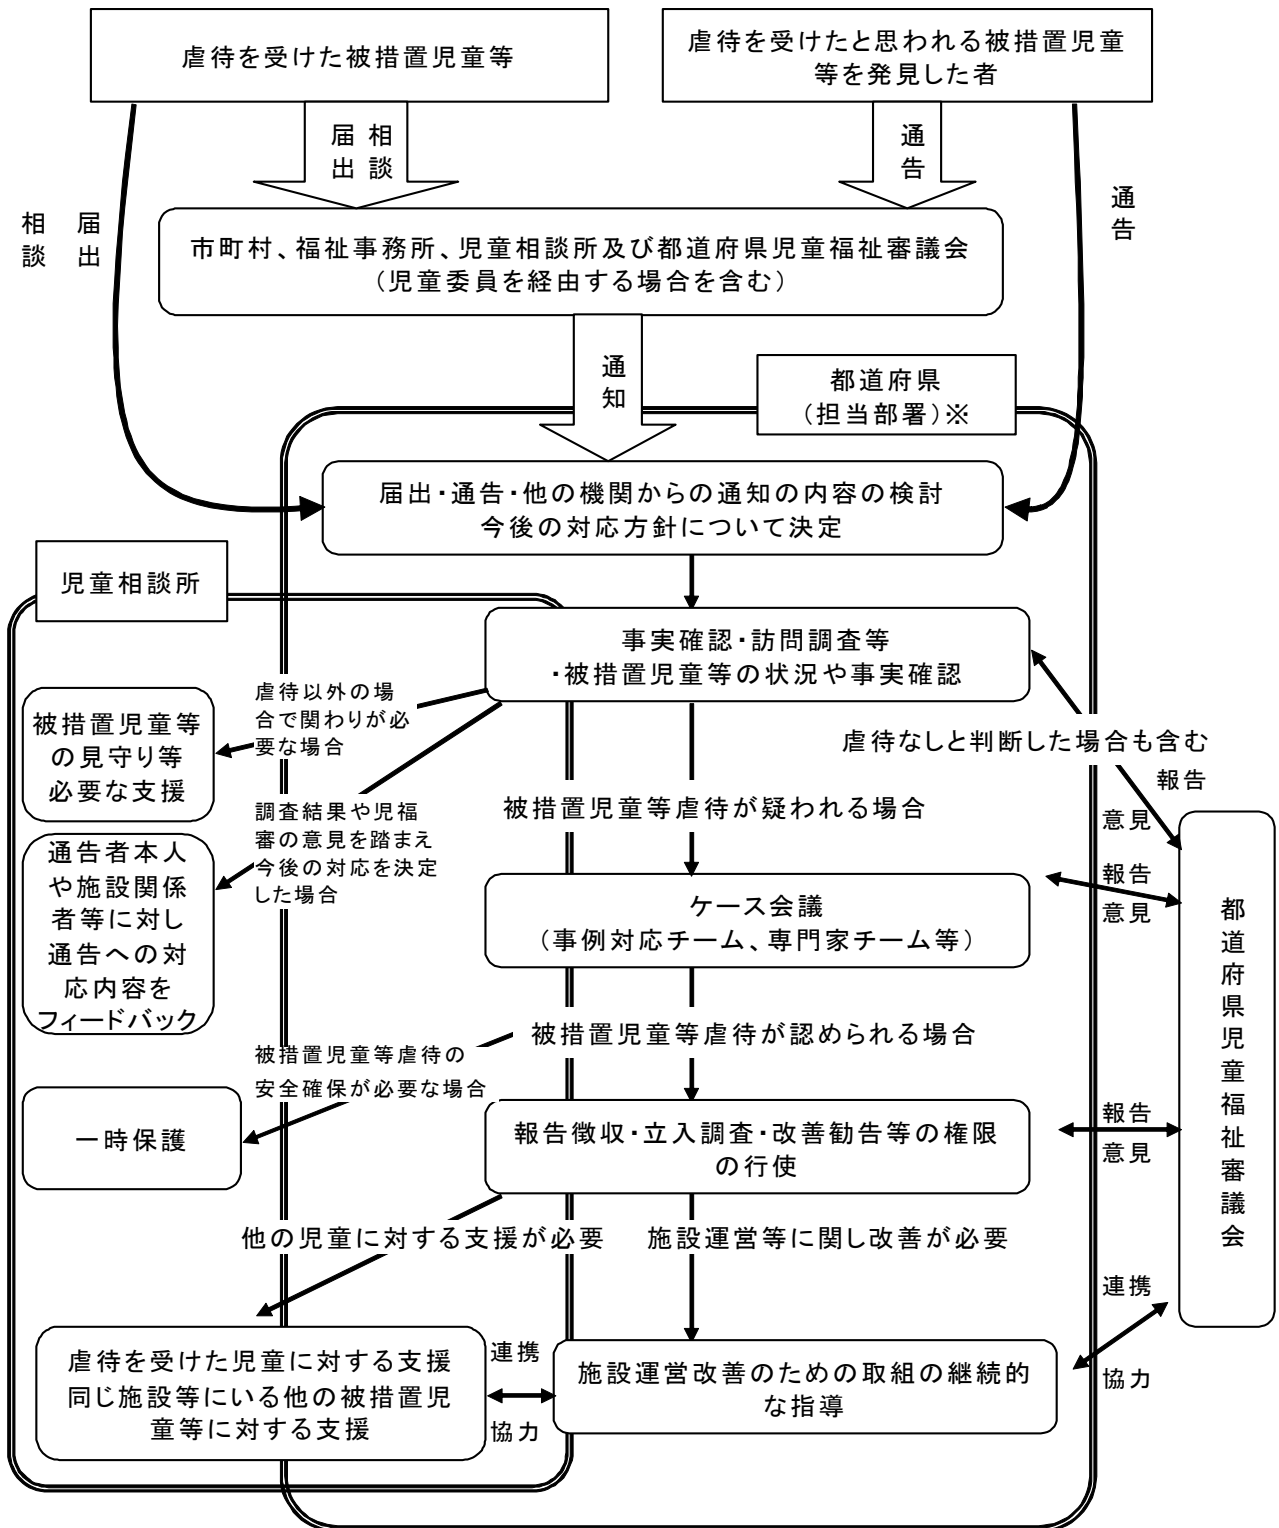 虐待を受けた被措置児童等
虐待を受けたと思われる被措置児童
等を発見した者
届出
相談
通告
相談
届出
通告
市町村、福祉事務所、児童相談所及び都道府県児童福祉審議会
（児童委員を経由する場合を含む）
通知
都道府県
（担当部署）※
届出・通告・他の機関からの通知の内容の検討
今後の対応方針について決定
児童相談所
事実確認・訪問調査等
・被措置児童等の状況や事実確認
虐待以外の場
合で関わりが必
要な場合
被措置児童等
の見守り等
必要な支援
虐待なしと判断した場合も含む
報告
意見
被措置児童等虐待が疑われる場合
調査結果や児福
審の意見を踏まえ
今後の対応を決定
した場合
通告者本人
や施設関係
者等に対し
通告への対
応内容を
フィードバック
ケース会議
（事例対応チーム、専門家チーム等）
報告
意見
都道府県児童福祉審議会
被措置児童等虐待が認められる場合
被措置児童等虐待の
安全確保が必要な場合
一時保護
報告徴収・立入調査・改善勧告等の権限
の行使
報告
意見
他の児童に対する支援が必要
施設運営等に関し改善が必要
連携
協力
虐待を受けた児童に対する支援
同じ施設等にいる他の被措置児
童等に対する支援
連携
協力
施設運営改善のための取組の継続的
な指導